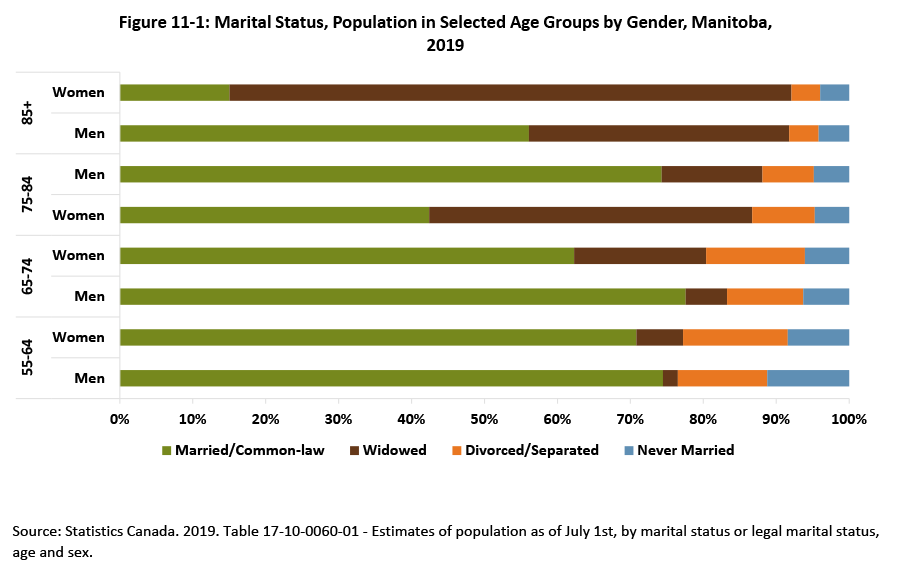 Figure 11-1: Marital Status, Population in Selected Age Groups by Gender, Manitoba,
2019
85+
Women
Men
75-84
Men
Women
65-74
Women
Men
55-64
Women
Men
0% 10% 20% 30% 40% 50% 60% 70% 80% 90% 100%
Married/Common-law Widowed Divorced/Separated Never Married
Source: Statistics Canada. 2019. Table 17-10-0060-01 - Estimates of population as of July 1st, by marital status or legal marital status,
age and sex.